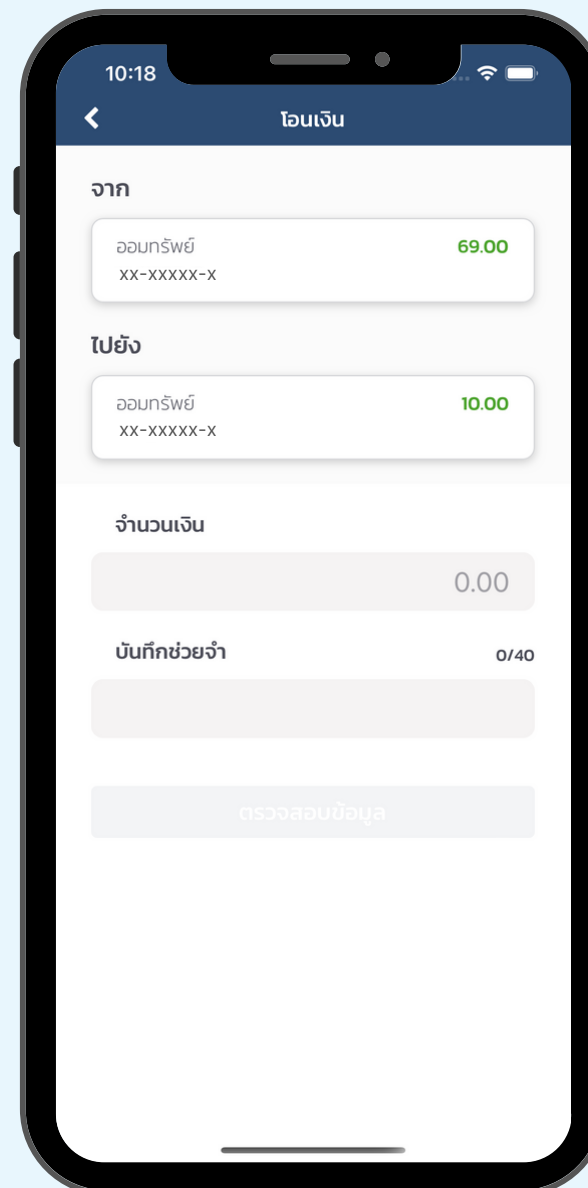 10:18
โอนเงิน
จาก
ออมทรัพย์ 69.00
xx-xxxxx-x
ไปยัง
ออมทรัพย์ 10.00
xx-xxxxx-x
จำนวนเงิน
0.00
บันทึกช่วยจำ 0/40
ตรวจสอบข้อมูล